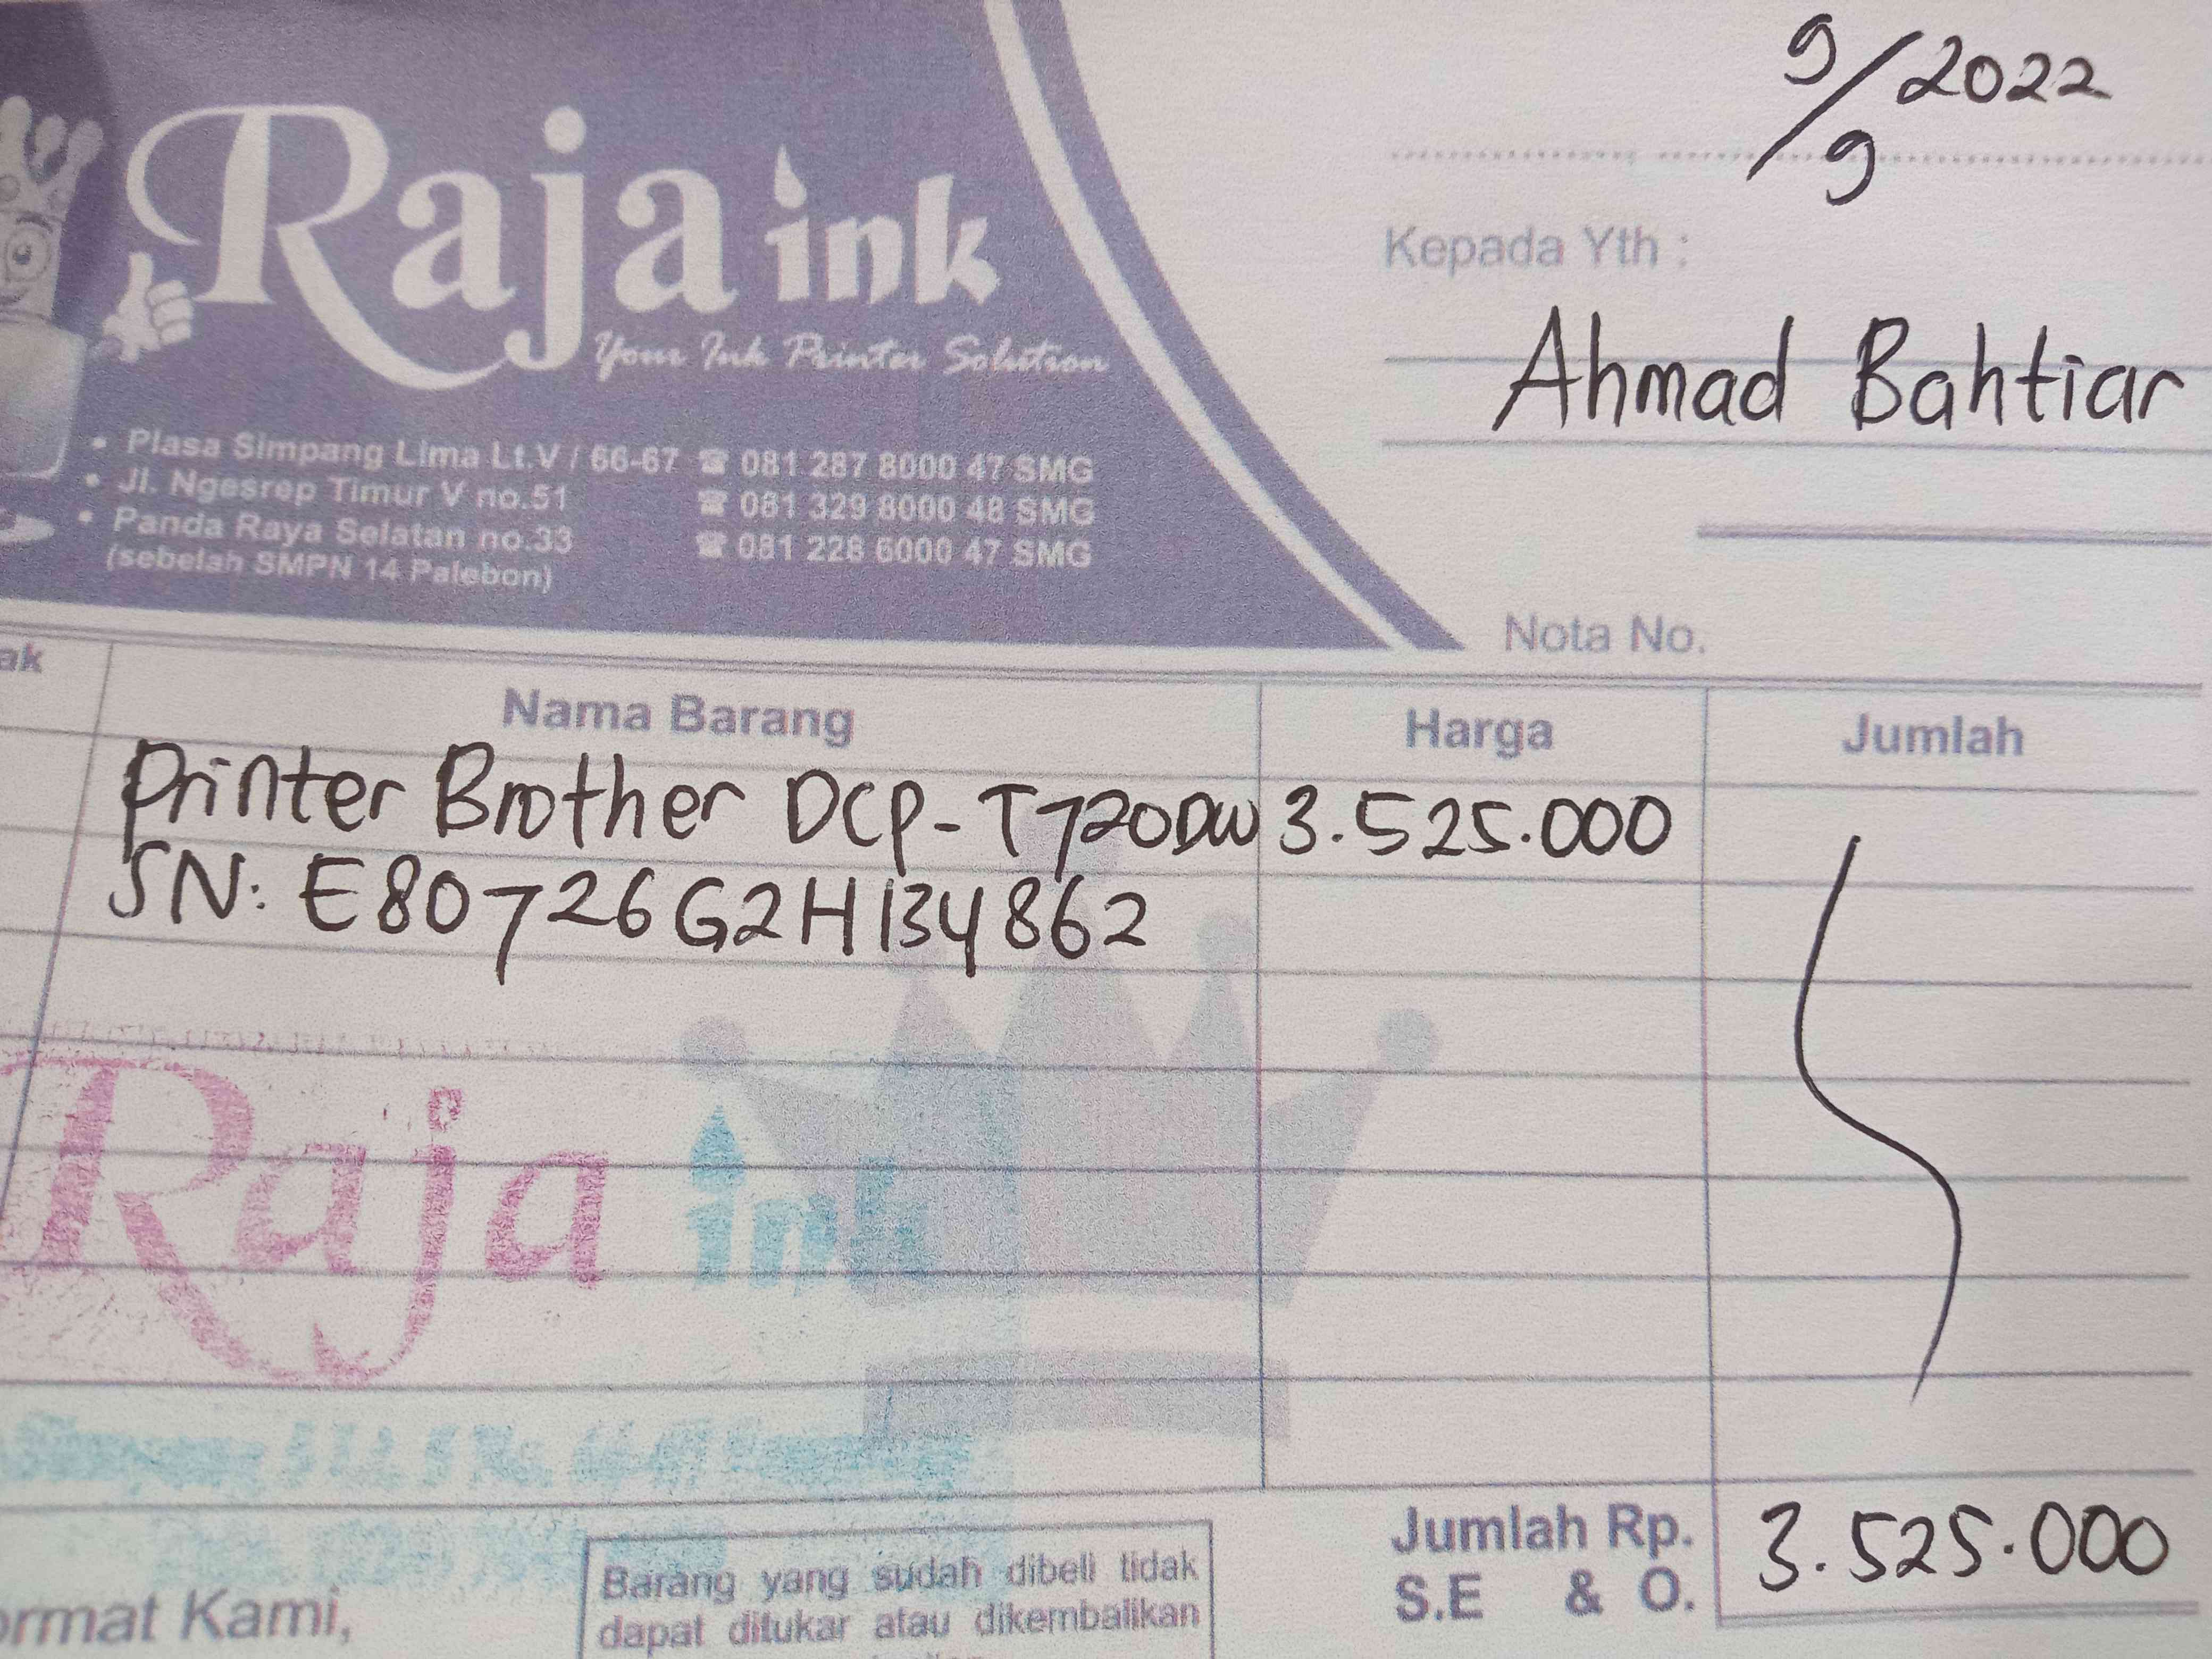 9/9/2022
Raja ink
Your Ink Printer Solution
Kepada Yth :
Ahmad Bahtiar
• Plasa Simpang Lima Lt.V / 66-67 ☎ 081 287 8000 47 SMG
• Jl. Ngesrep Timur V no.51 ☎ 081 329 8000 48 SMG
• Panda Raya Selatan no.33 ☎ 081 228 6000 47 SMG
(sebelah SMPN 14 Palebon)
Nota No.
ak Nama Barang Harga Jumlah
Printer Brother DCP-T720DW 3.525.000
SN: E80726G2H134862
Raja ink
Jumlah Rp. 3.525.000
S.E & O.
ormat Kami,
Barang yang sudah dibeli tidak
dapat ditukar atau dikembalikan